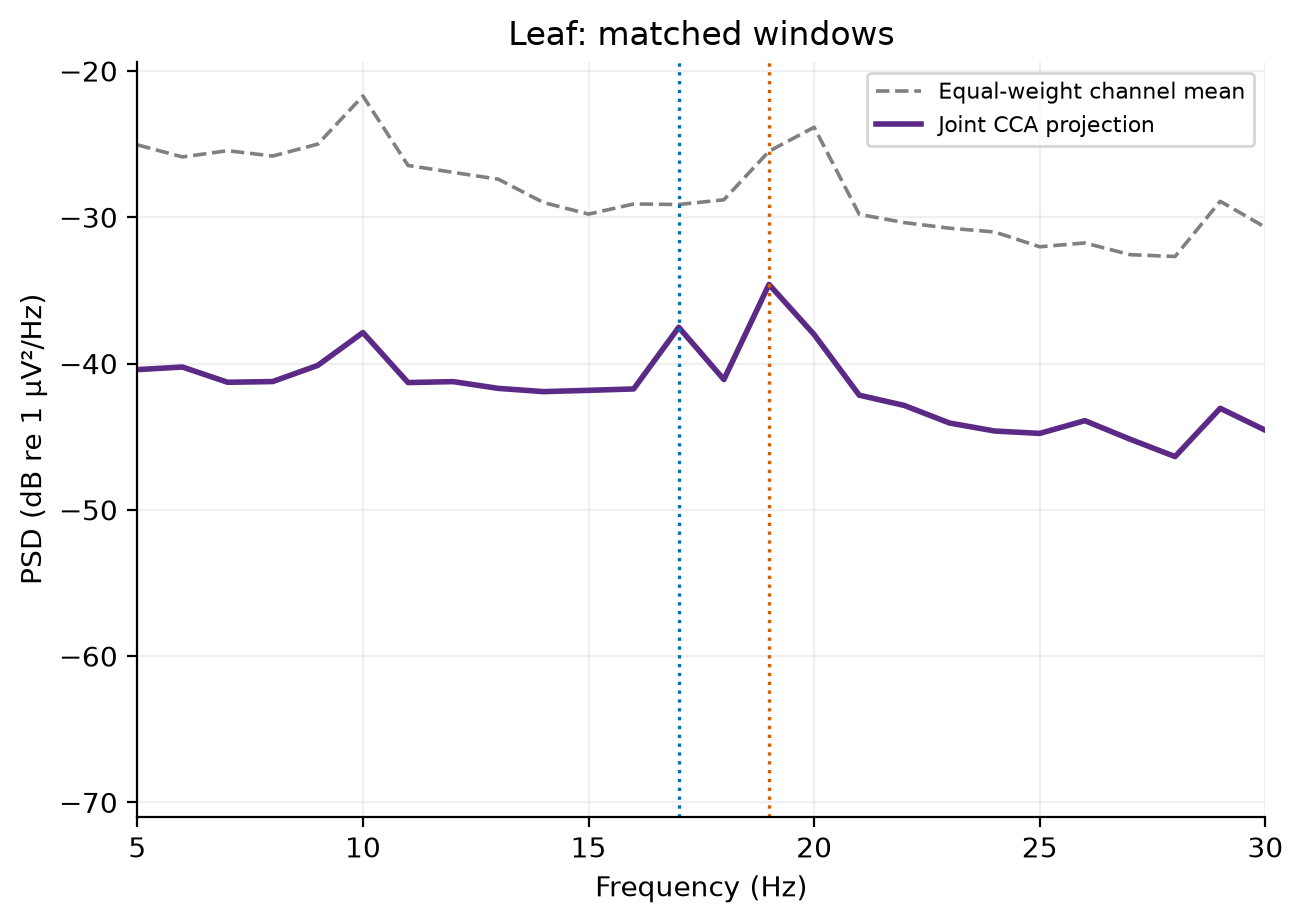 Leaf: matched windows
Equal-weight channel mean
Joint CCA projection
PSD (dB re 1 µV²/Hz)
−20
−30
−40
−50
−60
−70
5
10
15
20
25
30
Frequency (Hz)